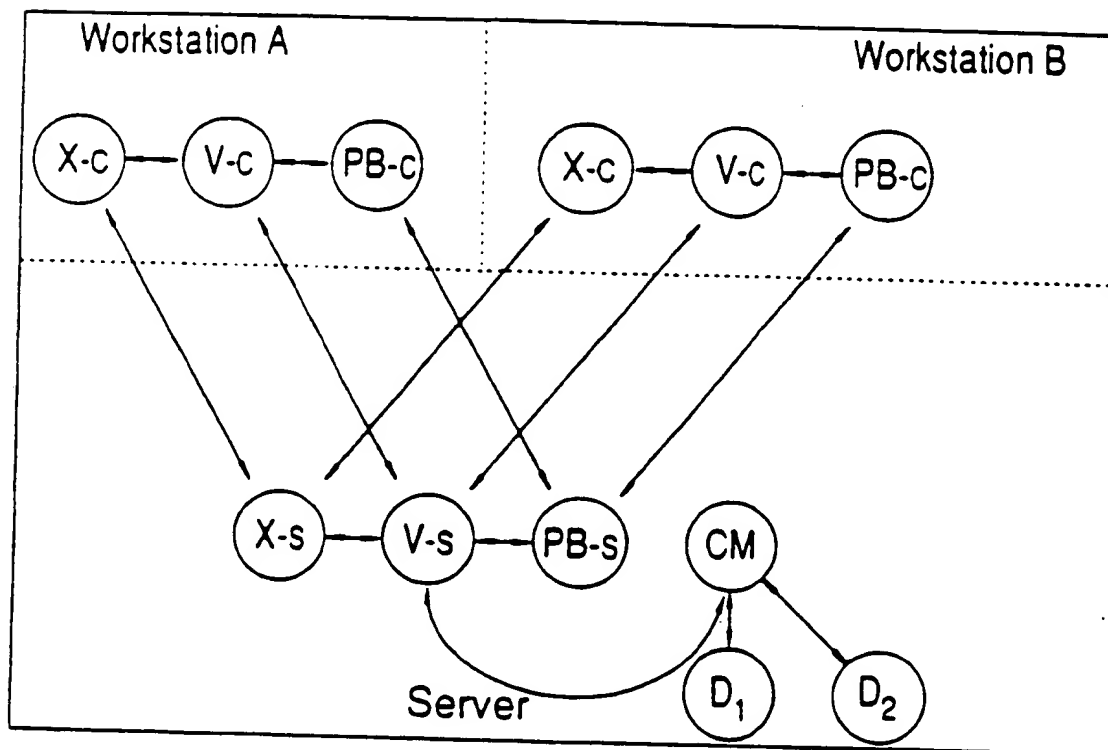 Workstation A
Workstation B
X-c
V-c
PB-c
X-c
V-c
PB-c
X-s
V-s
PB-s
CM
Server
D1
D2